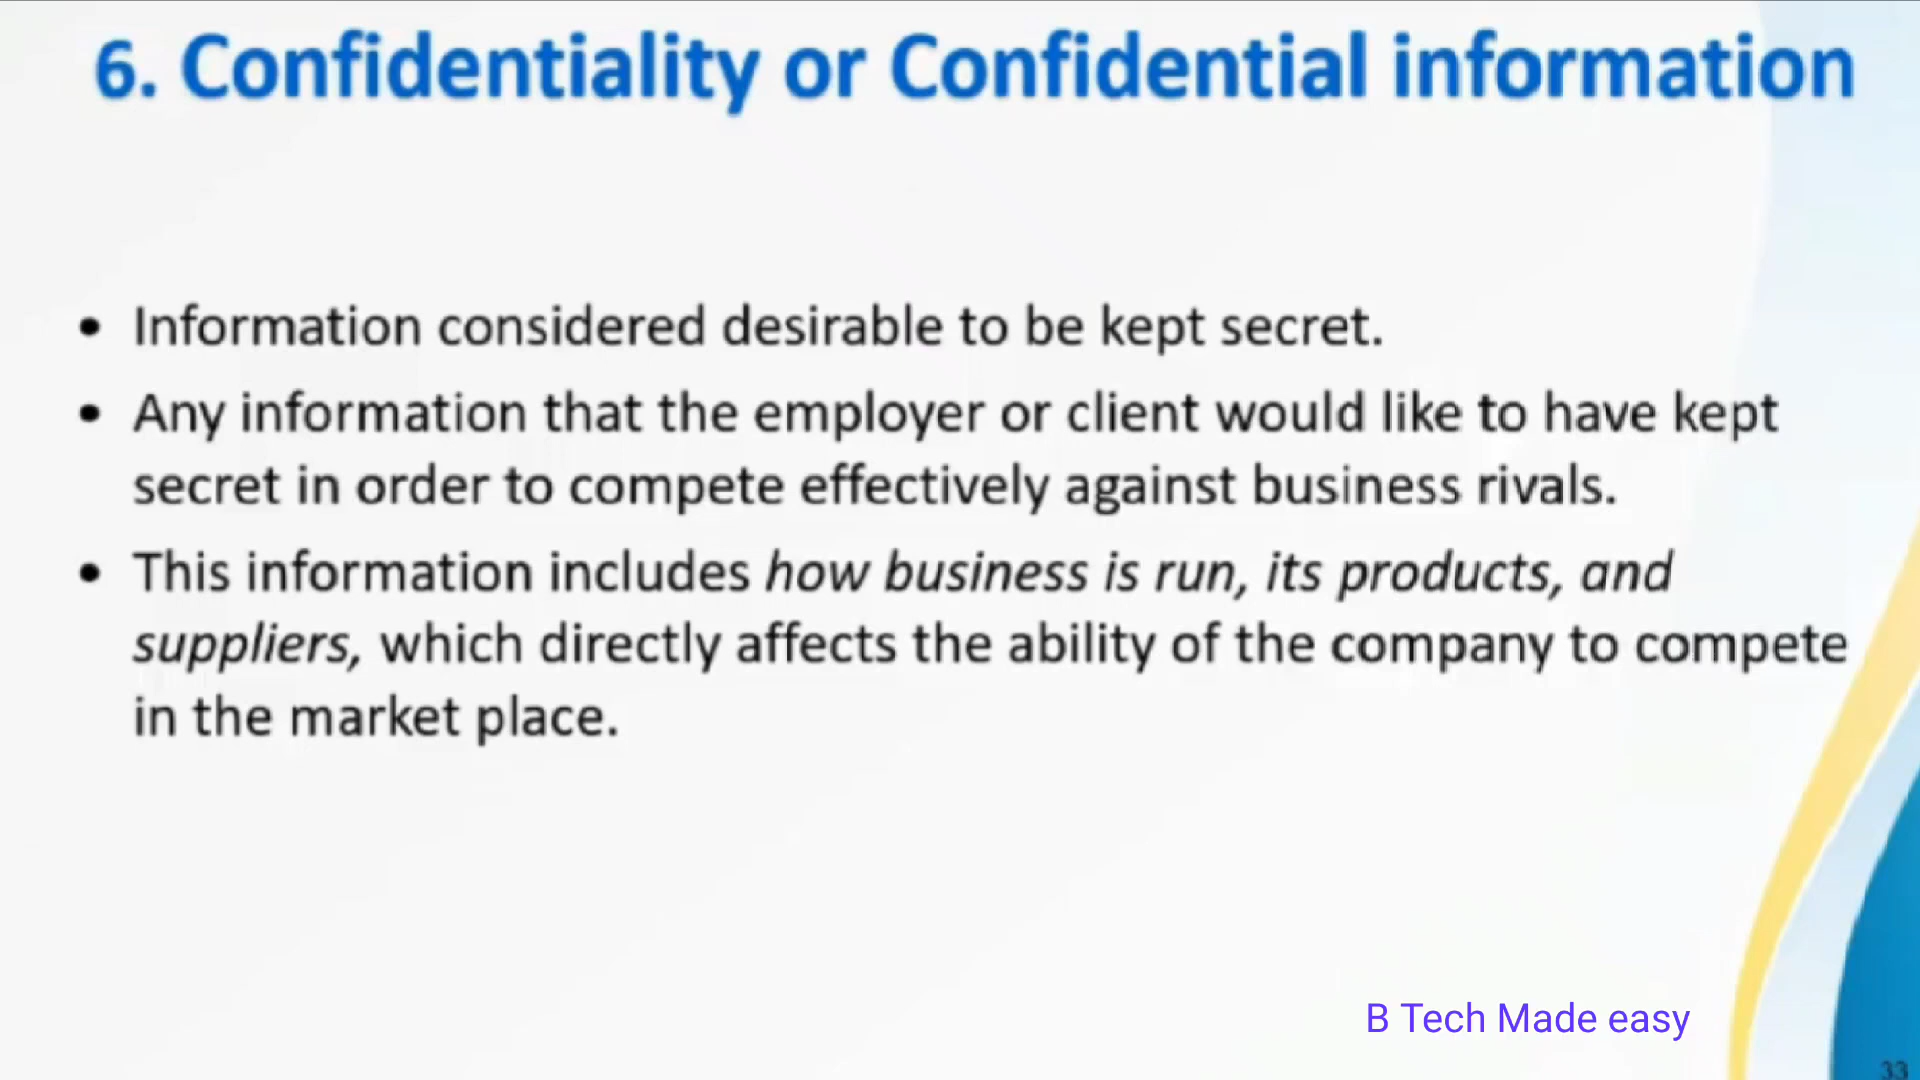 6. Confidentiality or Confidential information
• Information considered desirable to be kept secret.
• Any information that the employer or client would like to have kept
secret in order to compete effectively against business rivals.
• This information includes how business is run, its products, and
suppliers, which directly affects the ability of the company to compete
in the market place.
B Tech Made easy
33